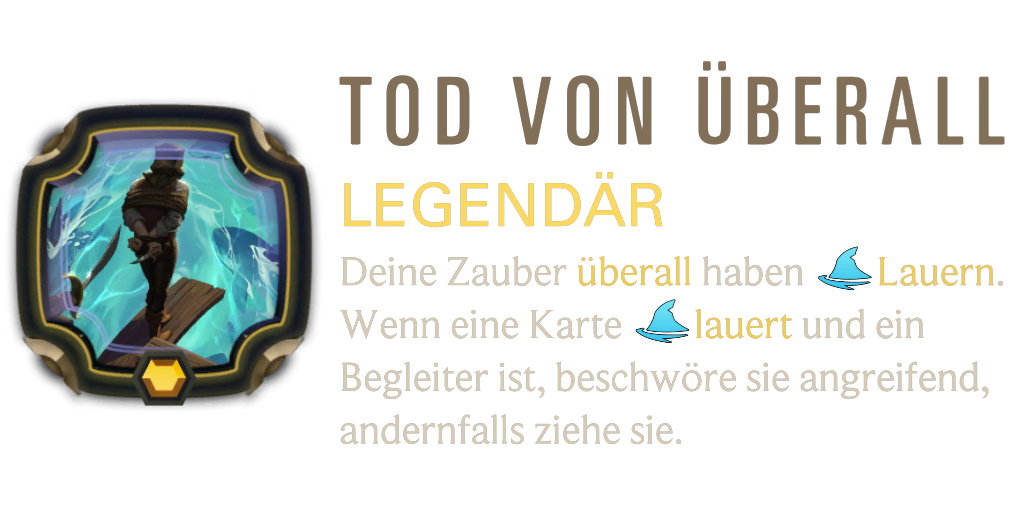 TOD VON ÜBERALL
LEGENDÄR
Deine Zauber überall haben Lauern.
Wenn eine Karte lauert und ein
Begleiter ist, beschwöre sie angreifend,
andernfalls ziehe sie.